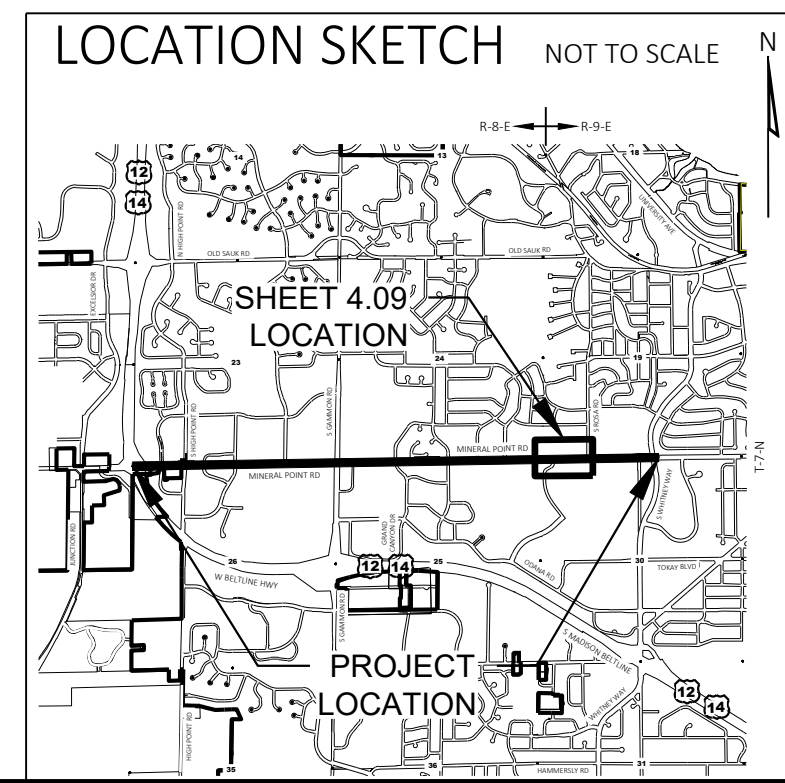 LOCATION SKETCH NOT TO SCALE N
R-8-E R-9-E
12
14
14
13
18
N HIGH POINT RD
UNIVERSITY AVE
OLD SAUK RD
OLD SAUK RD
EXCELSIOR DR
SHEET 4.09
LOCATION
23
24
19
S HIGH POINT RD
S GAMMON RD
S ROSA RD
MINERAL POINT RD
MINERAL POINT RD
T-7-N
S WHITNEY WAY
JUNCTION RD
GRAND
CANYON DR
26
12
14
25
ODANA RD
30
TOKAY BLVD
W BELTLINE HWY
S GAMMON RD
S MADISON BELTLINE
PROJECT
LOCATION
12
14
WHITNEY WAY
HIGH POINT RD
35
36
31
HAMMERSLY RD